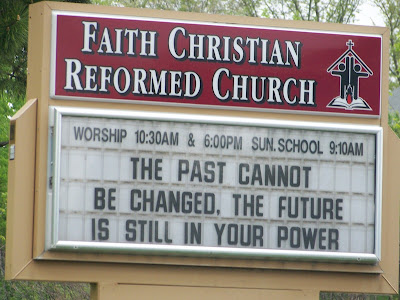 FAITH CHRISTIAN
REFORMED CHURCH
WORSHIP 10:30AM & 6:00PM SUN. SCHOOL 9:10AM
THE PAST CANNOT
BE CHANGED. THE FUTURE
IS STILL IN YOUR POWER